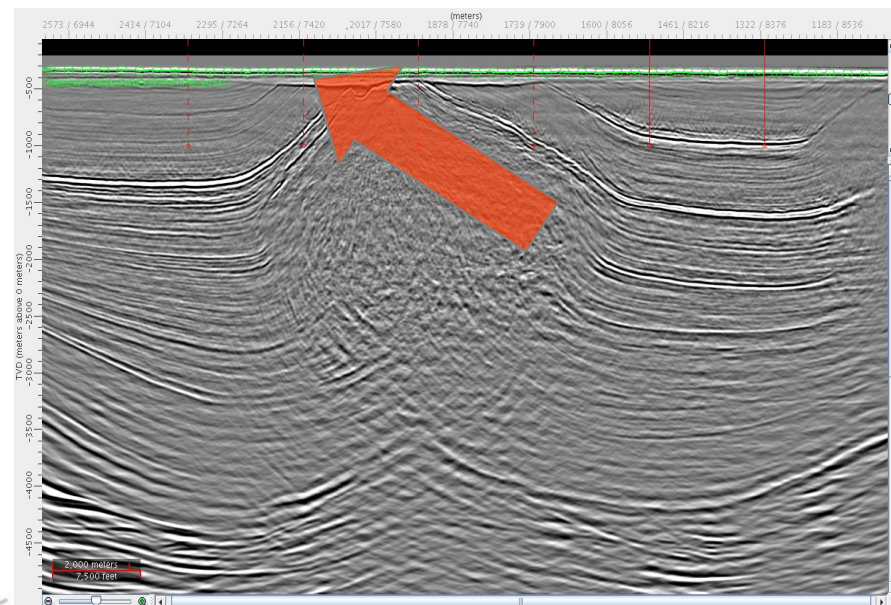 (meters)
2573 / 6944 2434 / 7104 2295 / 7264 2156 / 7420 2017 / 7580 1878 / 7740 1739 / 7900 1600 / 8056 1461 / 8216 1322 / 8376 1183 / 8536
-500
-1000
-1500
-2000
-2500
-3000
-3500
-4000
-4500
TVD (meters above 0 meters)
2,000 meters
7,500 feet